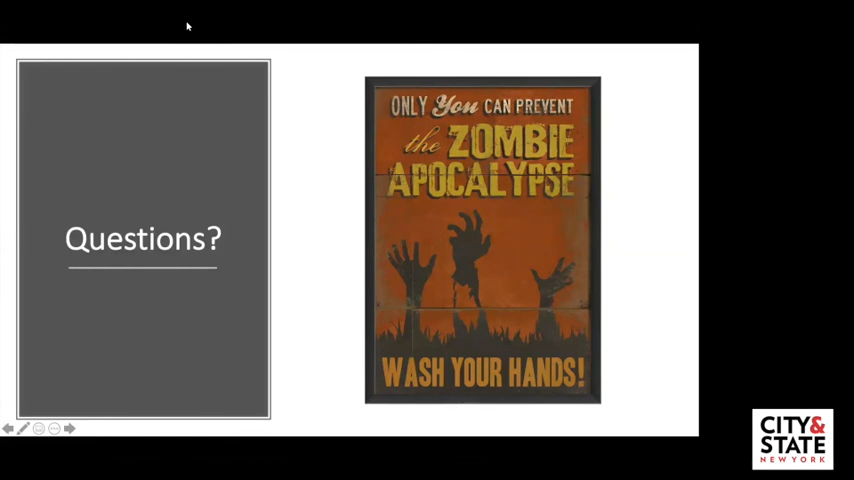 Questions?
ONLY You CAN PREVENT
the ZOMBIE
APOCALYPSE
WASH YOUR HANDS!
CITY&
STATE
NEW YORK